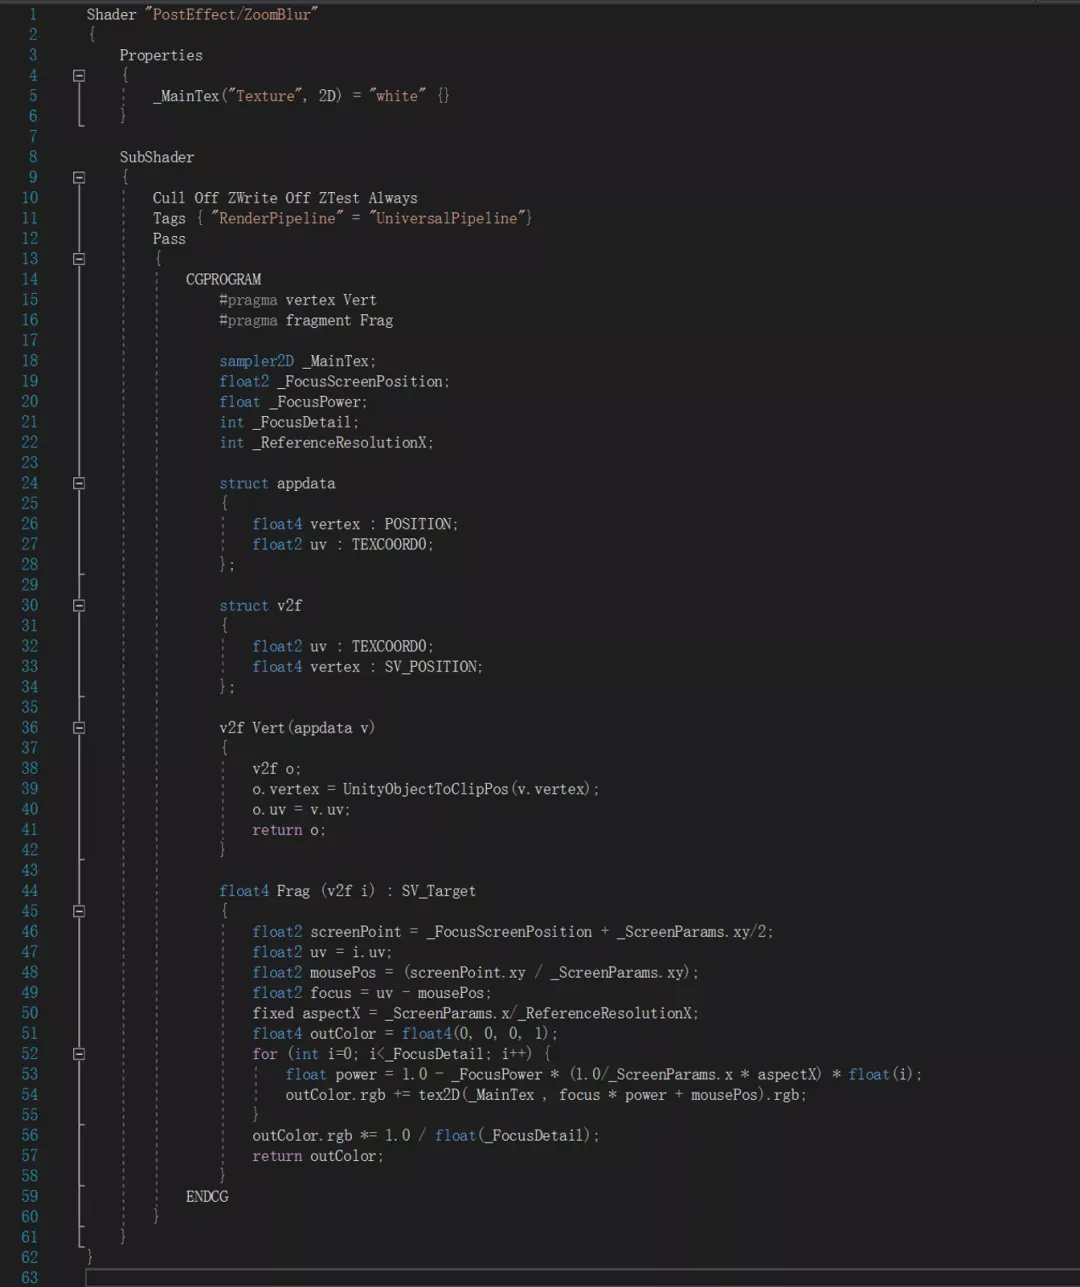 1 Shader "PostEffect/ZoomBlur"
2 {
3 Properties
4 {
5 _MainTex("Texture", 2D) = "white" {}
6 }
7
8 SubShader
9 {
10 Cull Off ZWrite Off ZTest Always
11 Tags { "RenderPipeline" = "UniversalPipeline"}
12 Pass
13 {
14 CGPROGRAM
15 #pragma vertex Vert
16 #pragma fragment Frag
17
18 sampler2D _MainTex;
19 float2 _FocusScreenPosition;
20 float _FocusPower;
21 int _FocusDetail;
22 int _ReferenceResolutionX;
23
24 struct appdata
25 {
26 float4 vertex : POSITION;
27 float2 uv : TEXCOORD0;
28 };
29
30 struct v2f
31 {
32 float2 uv : TEXCOORD0;
33 float4 vertex : SV_POSITION;
34 };
35
36 v2f Vert(appdata v)
37 {
38 v2f o;
39 o.vertex = UnityObjectToClipPos(v.vertex);
40 o.uv = v.uv;
41 return o;
42 }
43
44 float4 Frag (v2f i) : SV_Target
45 {
46 float2 screenPoint = _FocusScreenPosition + _ScreenParams.xy/2;
47 float2 uv = i.uv;
48 float2 mousePos = (screenPoint.xy / _ScreenParams.xy);
49 float2 focus = uv - mousePos;
50 fixed aspectX = _ScreenParams.x/_ReferenceResolutionX;
51 float4 outColor = float4(0, 0, 0, 1);
52 for (int i=0; i<_FocusDetail; i++) {
53 float power = 1.0 - _FocusPower * (1.0/_ScreenParams.x * aspectX) * float(i);
54 outColor.rgb += tex2D(_MainTex , focus * power + mousePos).rgb;
55 }
56 outColor.rgb *= 1.0 / float(_FocusDetail);
57 return outColor;
58 }
59 ENDCG
60 }
61 }
62 }
63